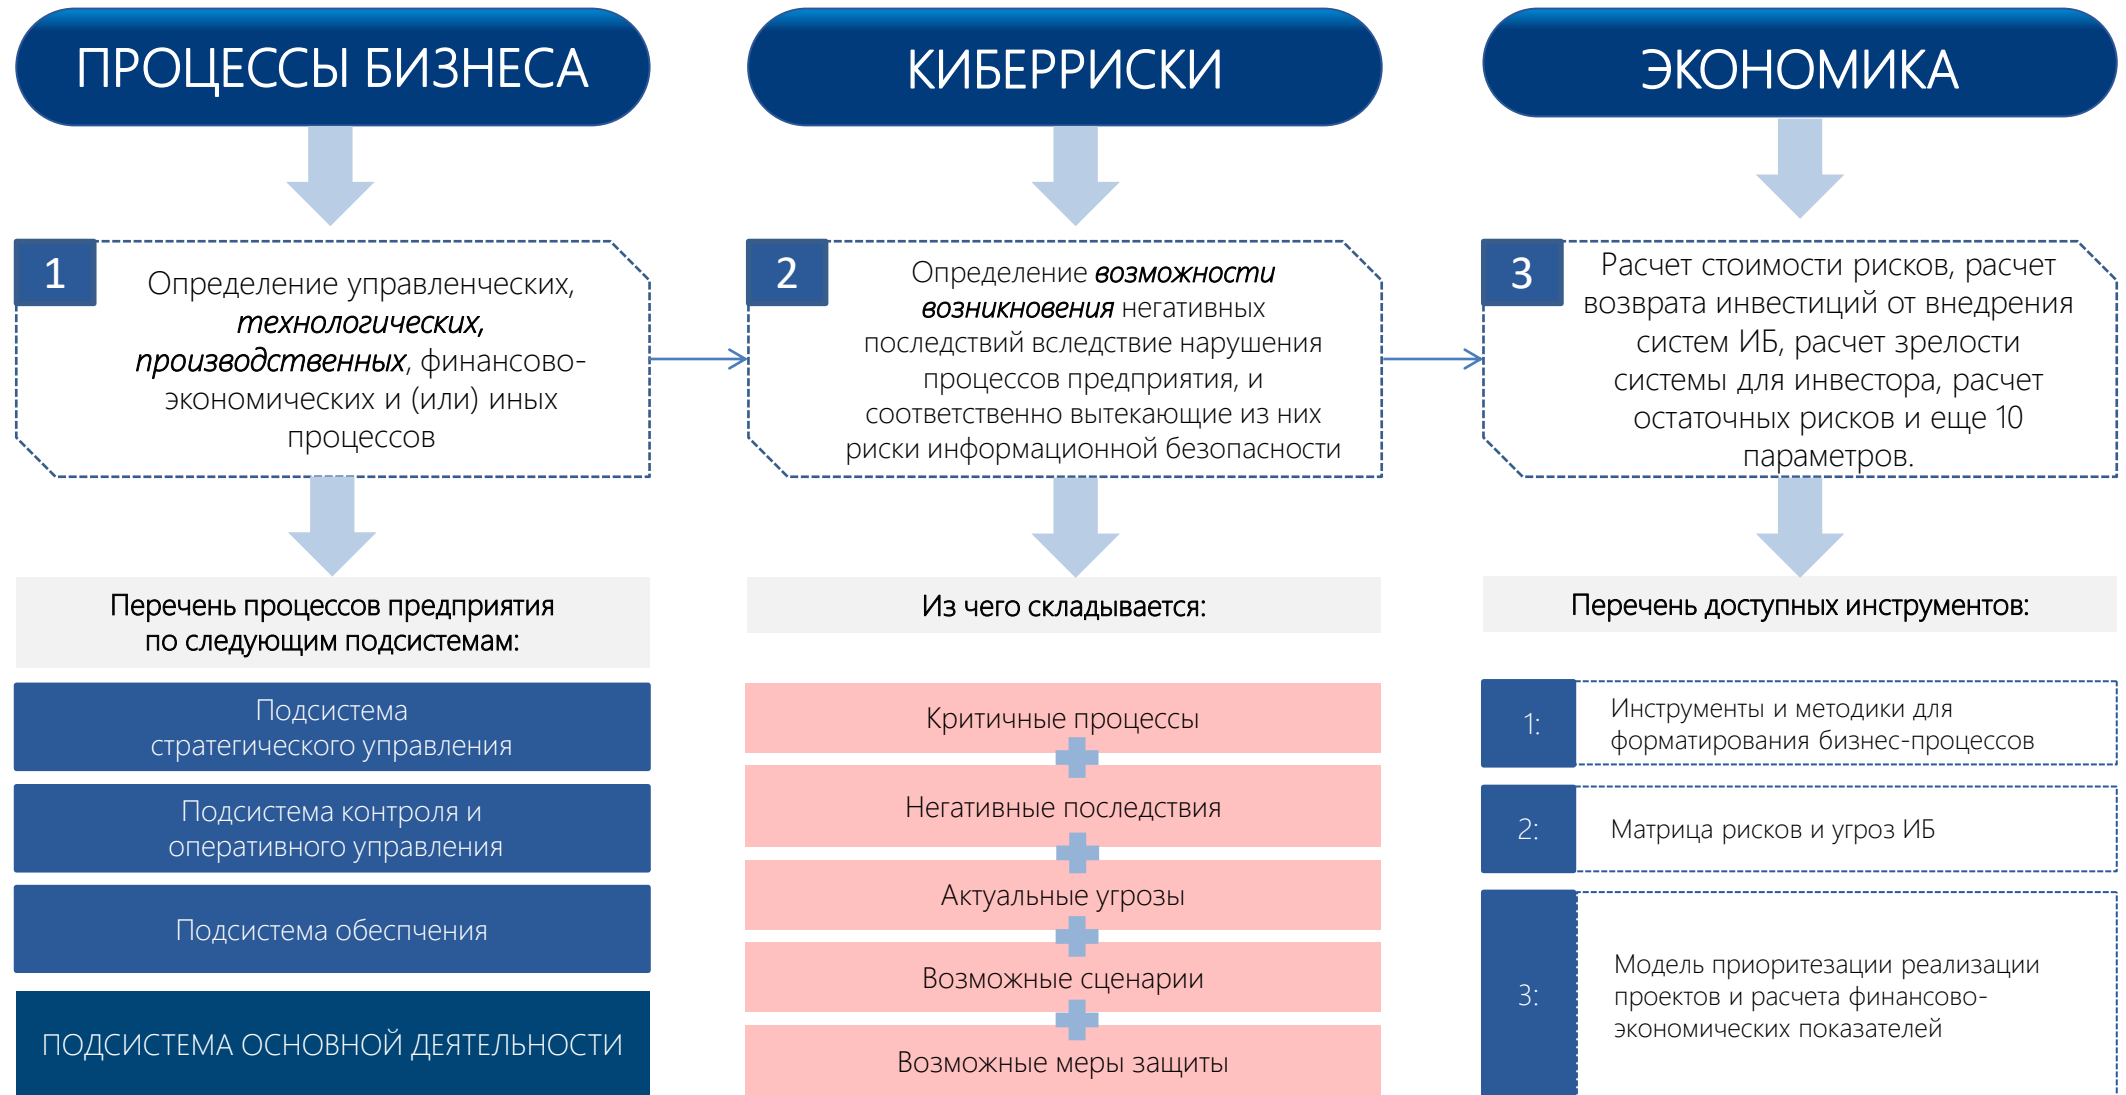 ПРОЦЕССЫ БИЗНЕСА
1
Определение управленческих,
технологических,
производственных, финансово-
экономических и (или) иных
процессов
Перечень процессов предприятия
по следующим подсистемам:
Подсистема
стратегического управления
Подсистема контроля и
оперативного управления
Подсистема обеспчения
ПОДСИСТЕМА ОСНОВНОЙ ДЕЯТЕЛЬНОСТИ
КИБЕРРИСКИ
2
Определение возможности
возникновения негативных
последствий вследствие нарушения
процессов предприятия, и
соответственно вытекающие из них
риски информационной безопасности
Из чего складывается:
Критичные процессы
Негативные последствия
Актуальные угрозы
Возможные сценарии
Возможные меры защиты
ЭКОНОМИКА
3
Расчет стоимости рисков, расчет
возврата инвестиций от внедрения
систем ИБ, расчет зрелости
системы для инвестора, расчет
остаточных рисков и еще 10
параметров.
Перечень доступных инструментов:
1:
Инструменты и методики для
форматирования бизнес-процессов
2:
Матрица рисков и угроз ИБ
3:
Модель приоритезации реализации
проектов и расчета финансово-
экономических показателей